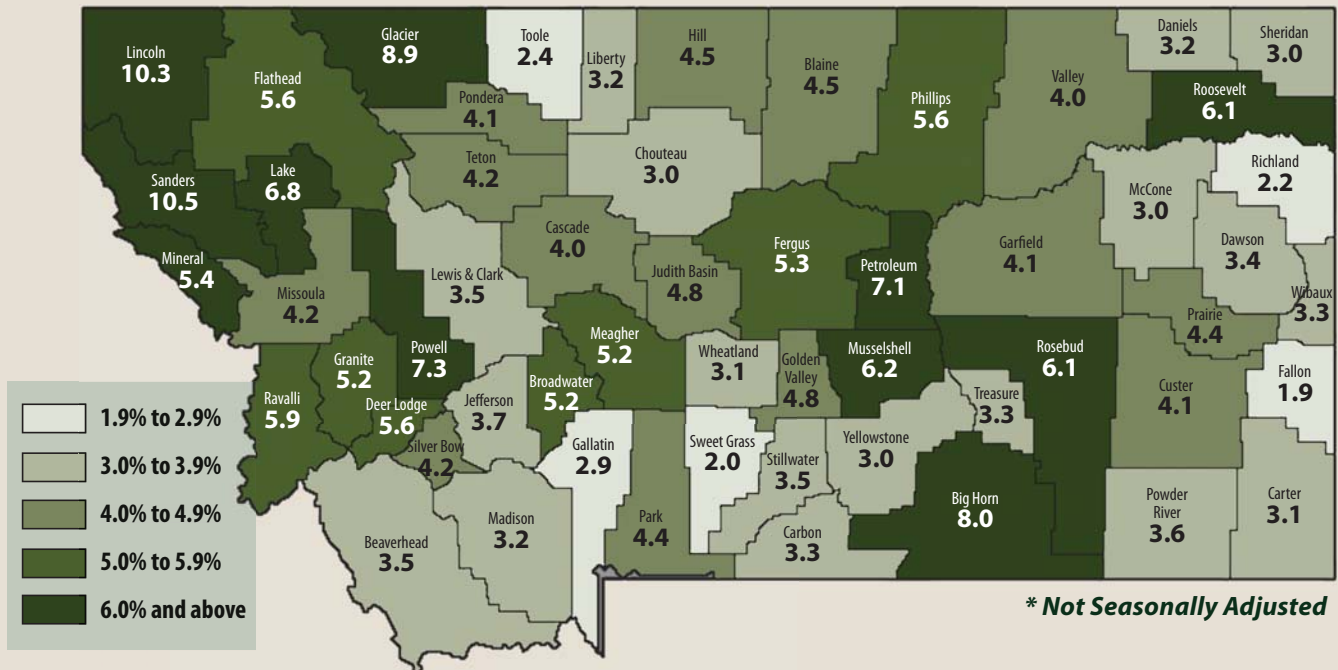 Lincoln
10.3
Flathead
5.6
Glacier
8.9
Toole
2.4
Liberty
3.2
Hill
4.5
Blaine
4.5
Phillips
5.6
Valley
4.0
Daniels
3.2
Sheridan
3.0
Roosevelt
6.1
Pondera
4.1
Teton
4.2
Chouteau
3.0
Richland
2.2
McCone
3.0
Sanders
10.5
Lake
6.8
Mineral
5.4
Missoula
4.2
Lewis & Clark
3.5
Cascade
4.0
Judith Basin
4.8
Fergus
5.3
Petroleum
7.1
Garfield
4.1
Dawson
3.4
Wibaux
3.3
Prairie
4.4
Powell
7.3
Granite
5.2
Ravalli
5.9
Deer Lodge
5.6
Silver Bow
4.2
Jefferson
3.7
Broadwater
5.2
Meagher
5.2
Wheatland
3.1
Golden
Valley
4.8
Musselshell
6.2
Rosebud
6.1
Treasure
3.3
Custer
4.1
Fallon
1.9
Gallatin
2.9
Sweet Grass
2.0
Stillwater
3.5
Yellowstone
3.0
Big Horn
8.0
Powder
River
3.6
Carter
3.1
Beaverhead
3.5
Madison
3.2
Park
4.4
Carbon
3.3
1.9% to 2.9%
3.0% to 3.9%
4.0% to 4.9%
5.0% to 5.9%
6.0% and above
* Not Seasonally Adjusted